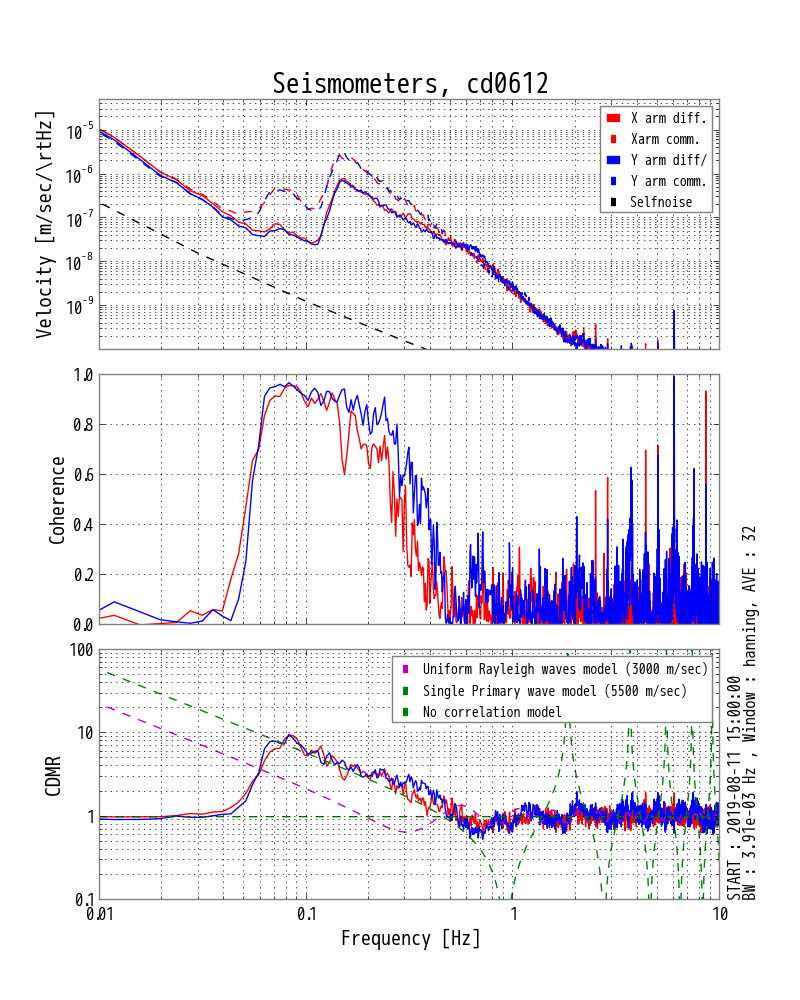 Seismometers, cd0612
Velocity [m/sec/\rtHz]
10^-5
10^-6
10^-7
10^-8
10^-9
X arm diff.
Xarm comm.
Y arm diff/
Y arm comm.
Selfnoise
Coherence
1.0
0.8
0.6
0.4
0.2
0.0
CDMR
100
10
1
0.1
Uniform Rayleigh waves model (3000 m/sec)
Single Primary wave model (5500 m/sec)
No correlation model
0.01
0.1
1
10
Frequency [Hz]
START : 2019-08-11 15:00:00
BW : 3.91e-03 Hz , Window : hanning, AVE : 32